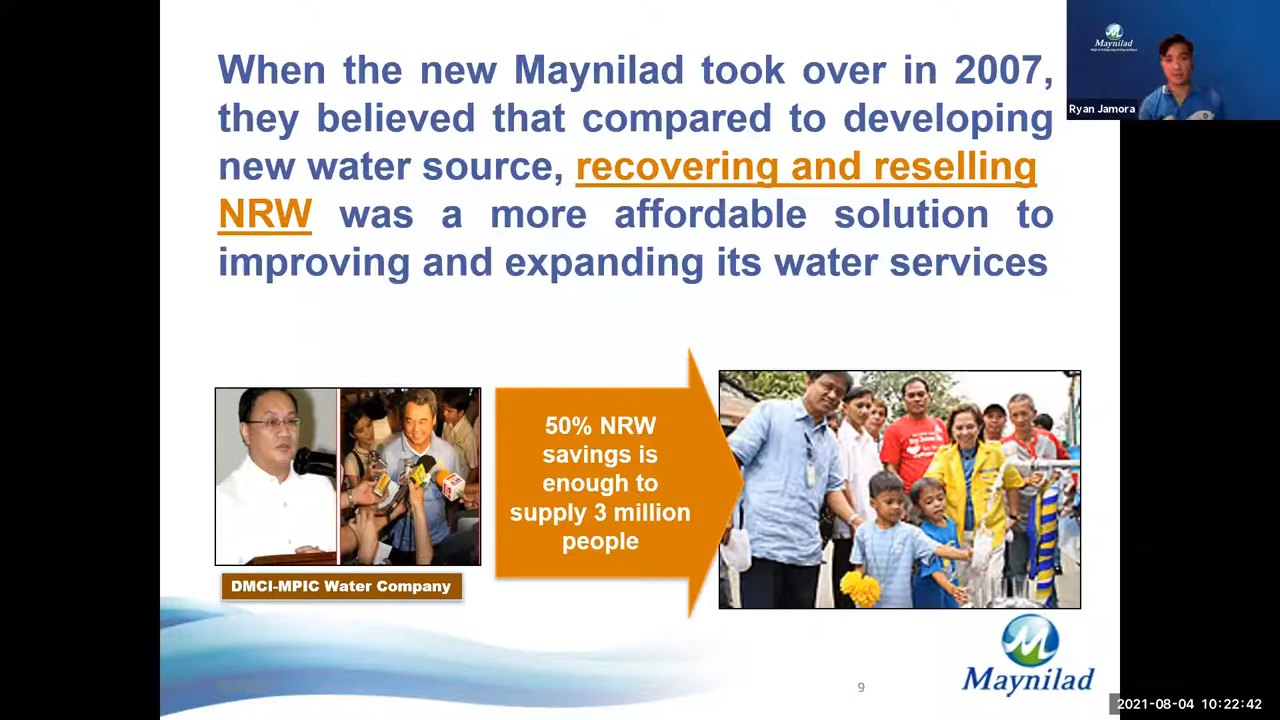 When the new Maynilad took over in 2007,
they believed that compared to developing
new water source, recovering and reselling
NRW was a more affordable solution to
improving and expanding its water services
Maynilad
Ryan Jamora
50% NRW
savings is
enough to
supply 3 million
people
DMCI-MPIC Water Company
Maynilad
9
2021-08-04 10:22:42